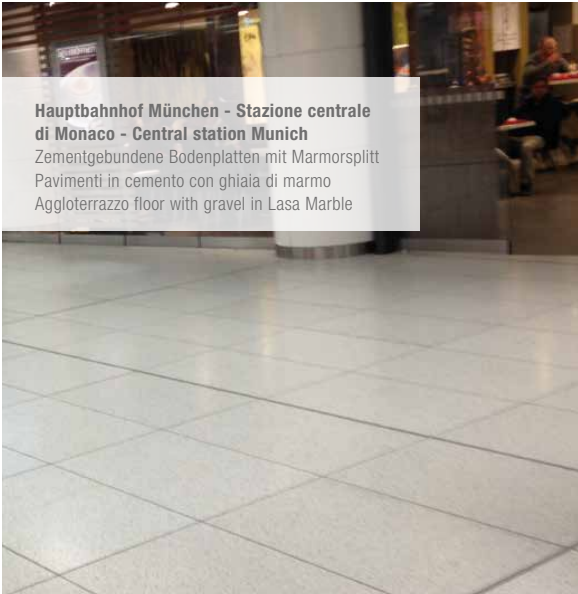 Hauptbahnhof München - Stazione centrale
di Monaco - Central station Munich
Zementgebundene Bodenplatten mit Marmorsplitt
Pavimenti in cemento con ghiaia di marmo
Aggloterrazzo floor with gravel in Lasa Marble